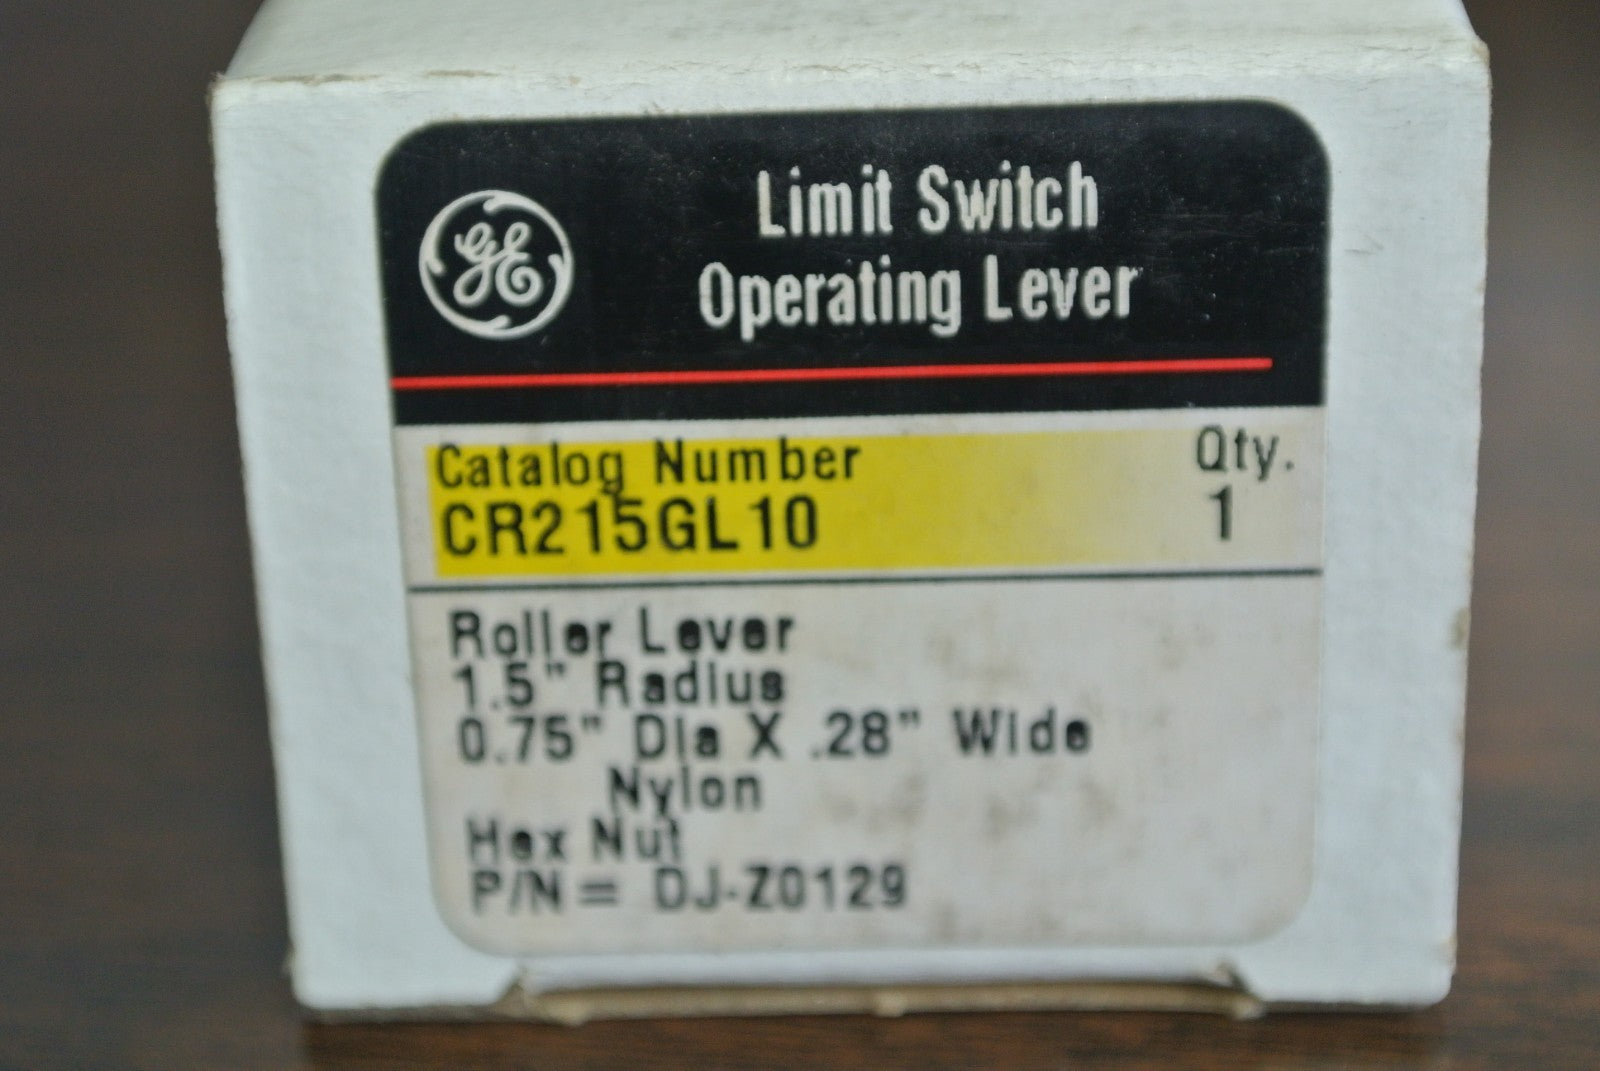 GE
Limit Switch
Operating Lever
Catalog Number Qty.
CR215GL10 1
Roller Lever
1.5" Radius
0.75" Dia X .28" Wide
Nylon
Hex Nut
P/N= DJ-Z0129